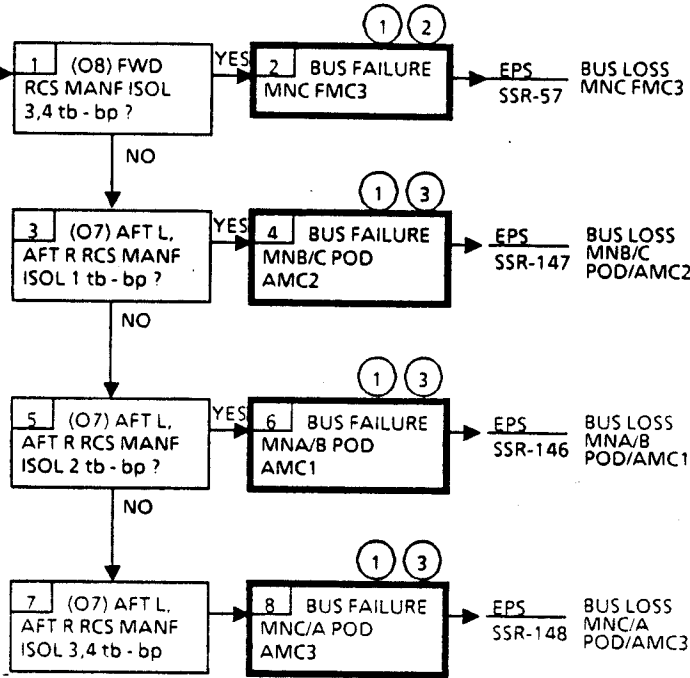 1 2
1 (O8) FWD
RCS MANF ISOL
3,4 tb - bp ?
YES
2 BUS FAILURE
MNC FMC3
EPS
SSR-57
BUS LOSS
MNC FMC3
NO
1 3
3 (O7) AFT L,
AFT R RCS MANF
ISOL 1 tb - bp ?
YES
4 BUS FAILURE
MNB/C POD
AMC2
EPS
SSR-147
BUS LOSS
MNB/C
POD/AMC2
NO
1 3
5 (O7) AFT L,
AFT R RCS MANF
ISOL 2 tb - bp ?
YES
6 BUS FAILURE
MNA/B POD
AMC1
EPS
SSR-146
BUS LOSS
MNA/B
POD/AMC1
NO
1 3
7 (O7) AFT L,
AFT R RCS MANF
ISOL 3,4 tb - bp
8 BUS FAILURE
MNC/A POD
AMC3
EPS
SSR-148
BUS LOSS
MNC/A
POD/AMC3